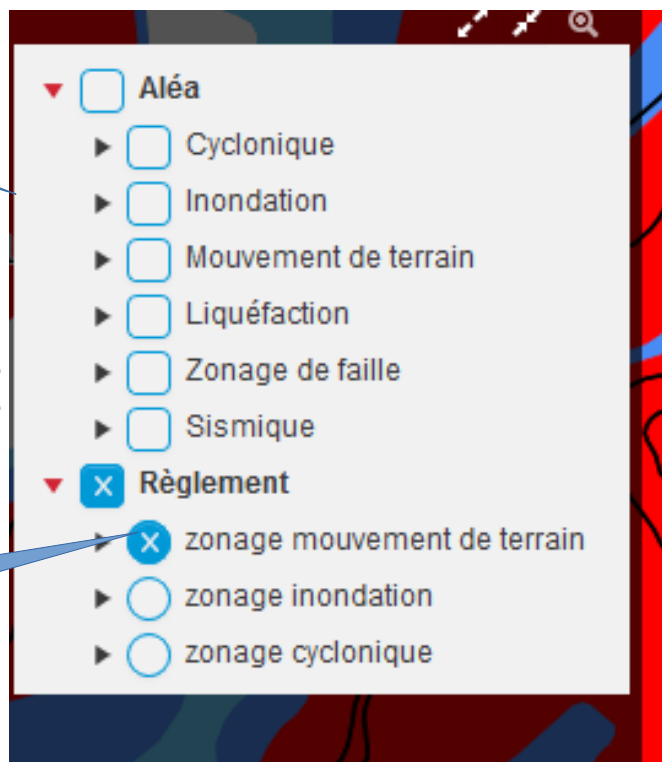 Aléa
Cyclonique
Inondation
Mouvement de terrain
Liquéfaction
Zonage de faille
Sismique
Règlement
zonage mouvement de terrain
zonage inondation
zonage cyclonique